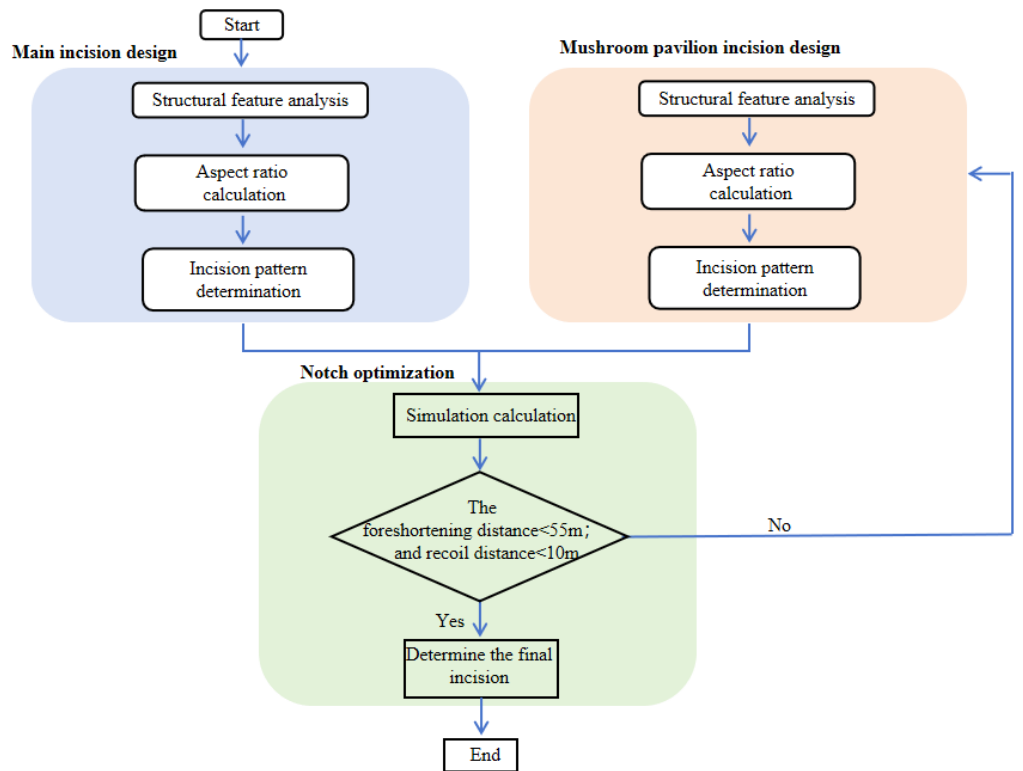 Start
Main incision design
Structural feature analysis
Aspect ratio
calculation
Incision pattern
determination
Mushroom pavilion incision design
Structural feature analysis
Aspect ratio
calculation
Incision pattern
determination
Notch optimization
Simulation calculation
The
foreshortening distance<55m；
and recoil distance<10m
No
Yes
Determine the final
incision
End